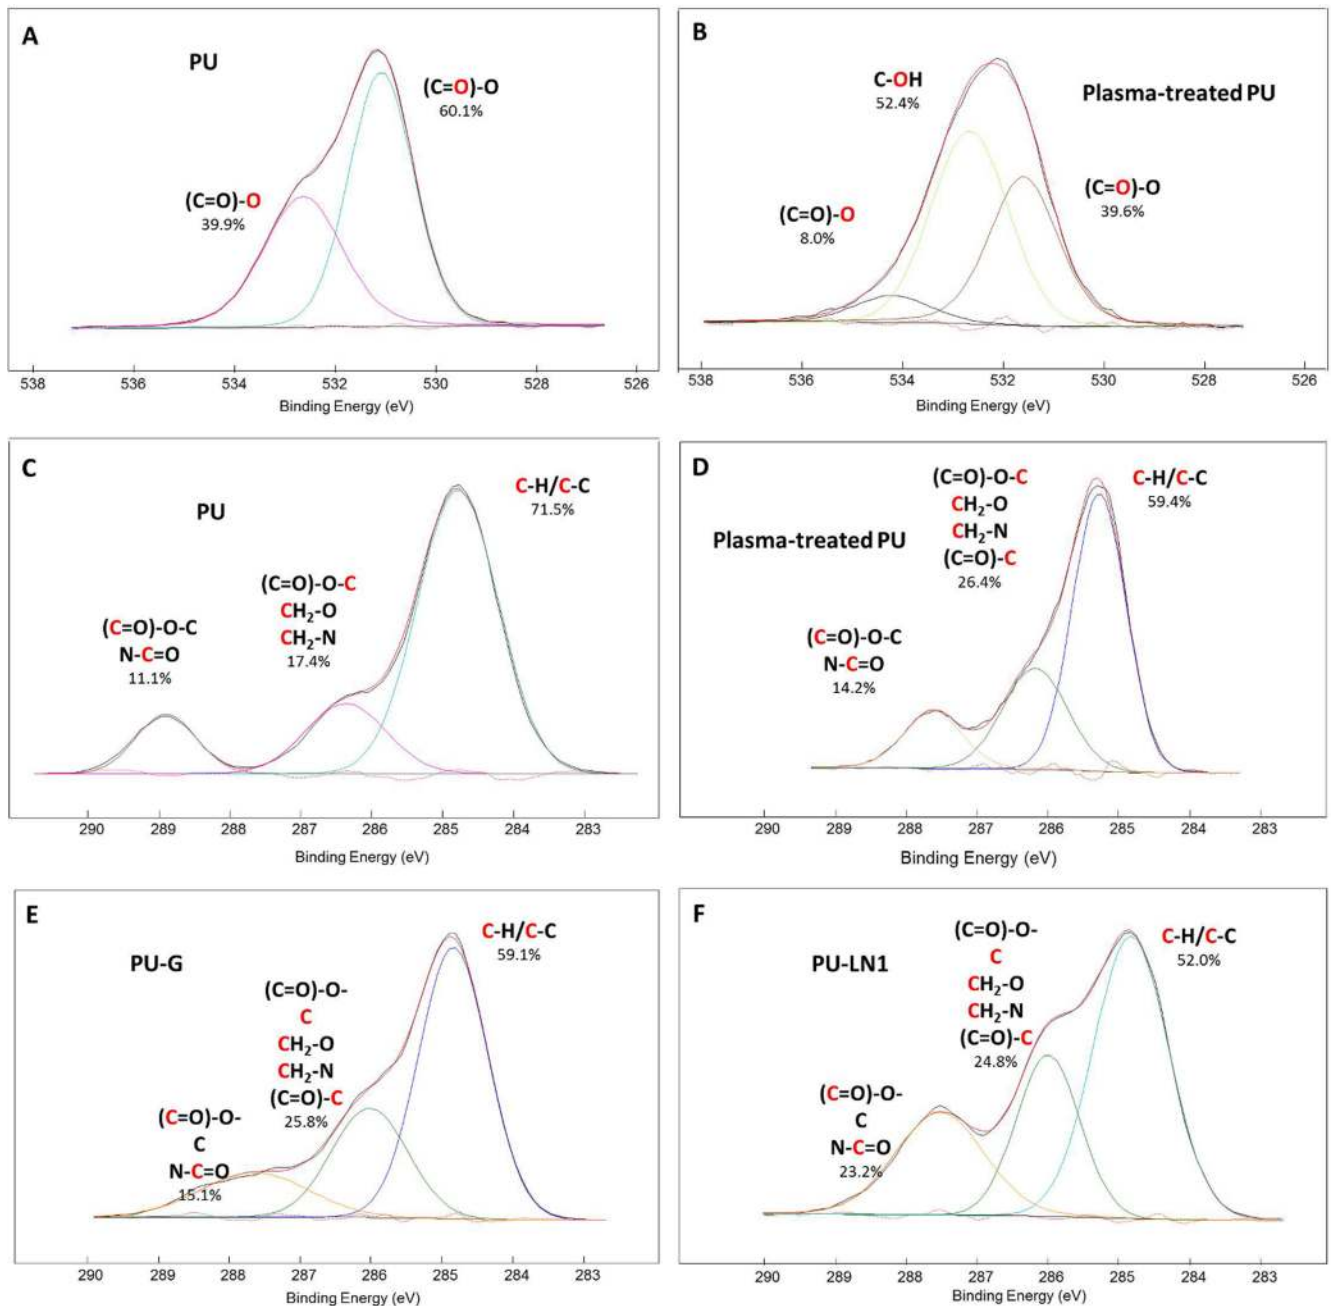 A
PU
(C=O)-O
60.1%
(C=O)-O
39.9%
538 536 534 532 530 528 526
Binding Energy (eV)
B
C-OH
52.4%
Plasma-treated PU
(C=O)-O
39.6%
(C=O)-O
8.0%
538 536 534 532 530 528 526
Binding Energy (eV)
C
PU
C-H/C-C
71.5%
(C=O)-O-C
CH₂-O
CH₂-N
17.4%
(C=O)-O-C
N-C=O
11.1%
290 289 288 287 286 285 284 283
Binding Energy (eV)
D
Plasma-treated PU
(C=O)-O-C
CH₂-O
CH₂-N
(C=O)-C
26.4%
C-H/C-C
59.4%
(C=O)-O-C
N-C=O
14.2%
290 289 288 287 286 285 284 283
Binding Energy (eV)
E
PU-G
C-H/C-C
59.1%
(C=O)-O-
C
CH₂-O
CH₂-N
(C=O)-C
25.8%
(C=O)-O-
C
N-C=O
15.1%
290 289 288 287 286 285 284 283
Binding Energy (eV)
F
PU-LN1
(C=O)-O-
C
CH₂-O
CH₂-N
(C=O)-C
24.8%
C-H/C-C
52.0%
(C=O)-O-
C
N-C=O
23.2%
290 289 288 287 286 285 284 283
Binding Energy (eV)